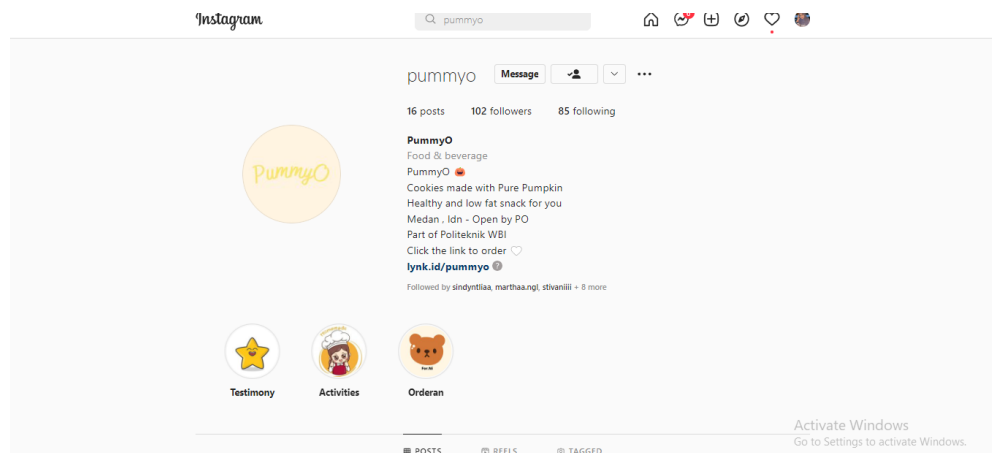 Instagram
pummyo
pummyo Message
16 posts 102 followers 85 following
PummyO
PummyO
Food & beverage
PummyO
Cookies made with Pure Pumpkin
Healthy and low fat snack for you
Medan , Idn - Open by PO
Part of Politeknik WBI
Click the link to order
lynk.id/pummyo ?
Followed by sindyntliaa, marthaa.ngl, stivaniiii + 8 more
Testimony Activities Orderan
Activate Windows
Go to Settings to activate Windows.
POSTS REELS TAGGED